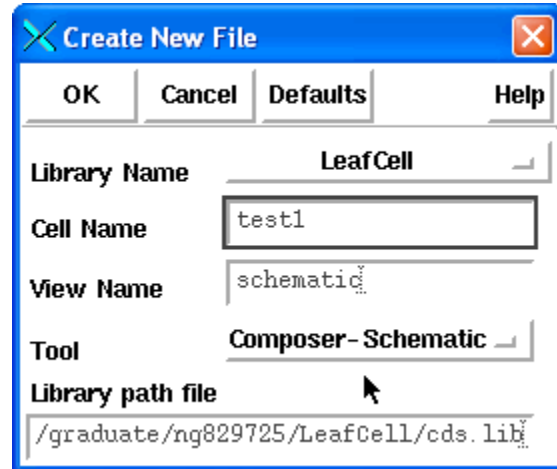 Create New File
OK Cancel Defaults Help
Library Name LeafCell
Cell Name test1
View Name schematic
Tool Composer-Schematic
Library path file
/graduate/ng829725/LeafCell/cds.lib